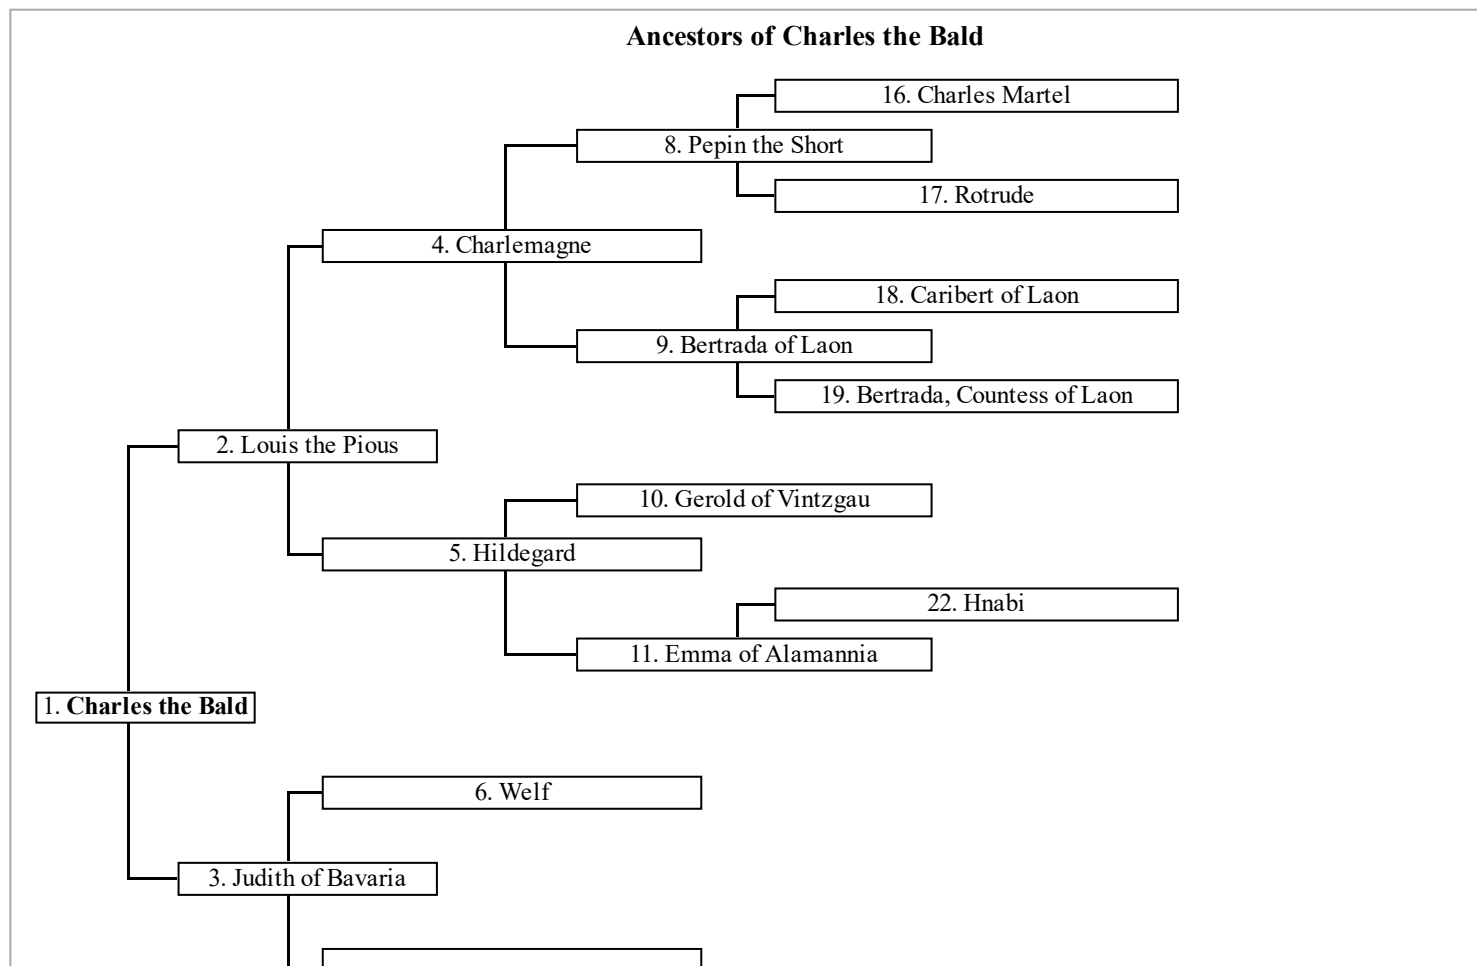 Ancestors of Charles the Bald
16. Charles Martel
8. Pepin the Short
17. Rotrude
4. Charlemagne
18. Caribert of Laon
9. Bertrada of Laon
19. Bertrada, Countess of Laon
2. Louis the Pious
10. Gerold of Vintzgau
5. Hildegard
22. Hnabi
11. Emma of Alamannia
1. Charles the Bald
6. Welf
3. Judith of Bavaria